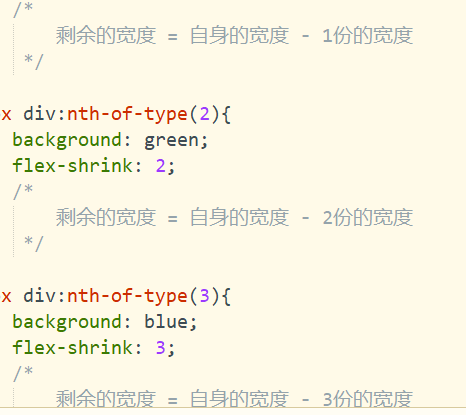 /*
剩余的宽度 = 自身的宽度 - 1份的宽度
*/
x div:nth-of-type(2){
background: green;
flex-shrink: 2;
/*
剩余的宽度 = 自身的宽度 - 2份的宽度
*/
x div:nth-of-type(3){
background: blue;
flex-shrink: 3;
/*
剩余的宽度 = 自身的宽度 - 3份的宽度